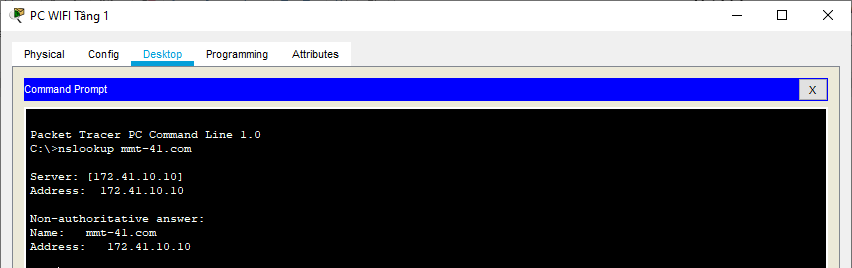 PC WIFI Tầng 1
Physical Config Desktop Programming Attributes
Command Prompt X
Packet Tracer PC Command Line 1.0
C:\>nslookup mmt-41.com
Server: [172.41.10.10]
Address:  172.41.10.10
Non-authoritative answer:
Name:   mmt-41.com
Address:   172.41.10.10